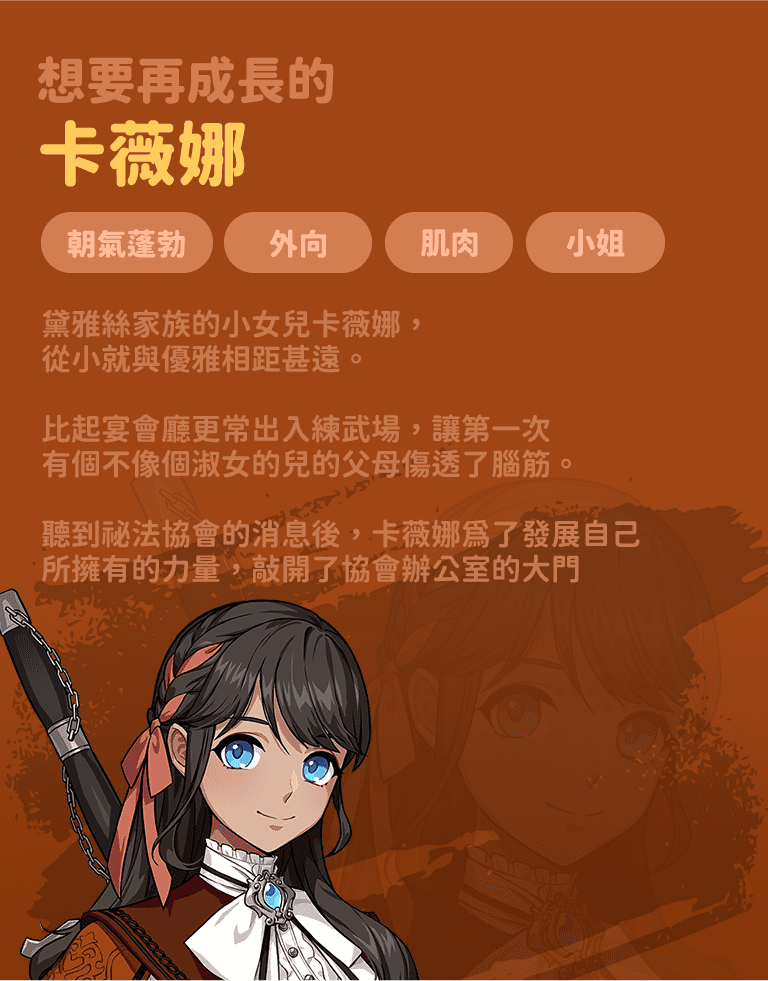 想要再成長的
卡薇娜
朝氣蓬勃 外向 肌肉 小姐
黛雅絲家族的小女兒卡薇娜，
從小就與優雅相距甚遠。
比起宴會廳更常出入練武場，讓第一次
有個不像個淑女的兒的父母傷透了腦筋。
聽到祕法協會的消息後，卡薇娜爲了發展自己
所擁有的力量，敲開了協會辦公室的大門